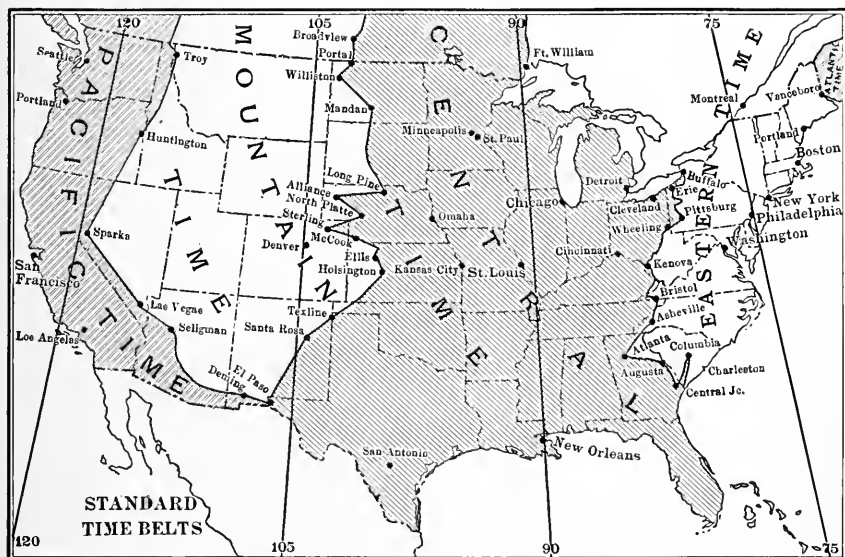 120
105
90
75
Broadview
Portal
Ft. William
Seattle
Troy
Williston
Montreal
Vanceboro
ATLANTIC
TIME
Portland
Mandan
Minneapolis
St. Paul
Portland
Huntington
Boston
Long Pine
Alliance
North Platte
Sterling
McCook
Omaha
Chicago
Detroit
Buffalo
Erie
Cleveland
Pittsburg
Wheeling
New York
Philadelphia
Washington
Sparks
Denver
Ellis
Hoisington
Kansas City
St. Louis
Cincinnati
Kenova
San
Francisco
Las Vegae
Seligman
Texline
Santa Rosa
Bristol
Asheville
Los Angelas
Deming
El Paso
Atlanta
Columbia
Augusta
Charleston
Central Jc.
San Antonio
New Orleans
PACIFIC TIME
MOUNTAIN TIME
CENTRAL TIME
EASTERN TIME
STANDARD
TIME BELTS
120
105
90
75